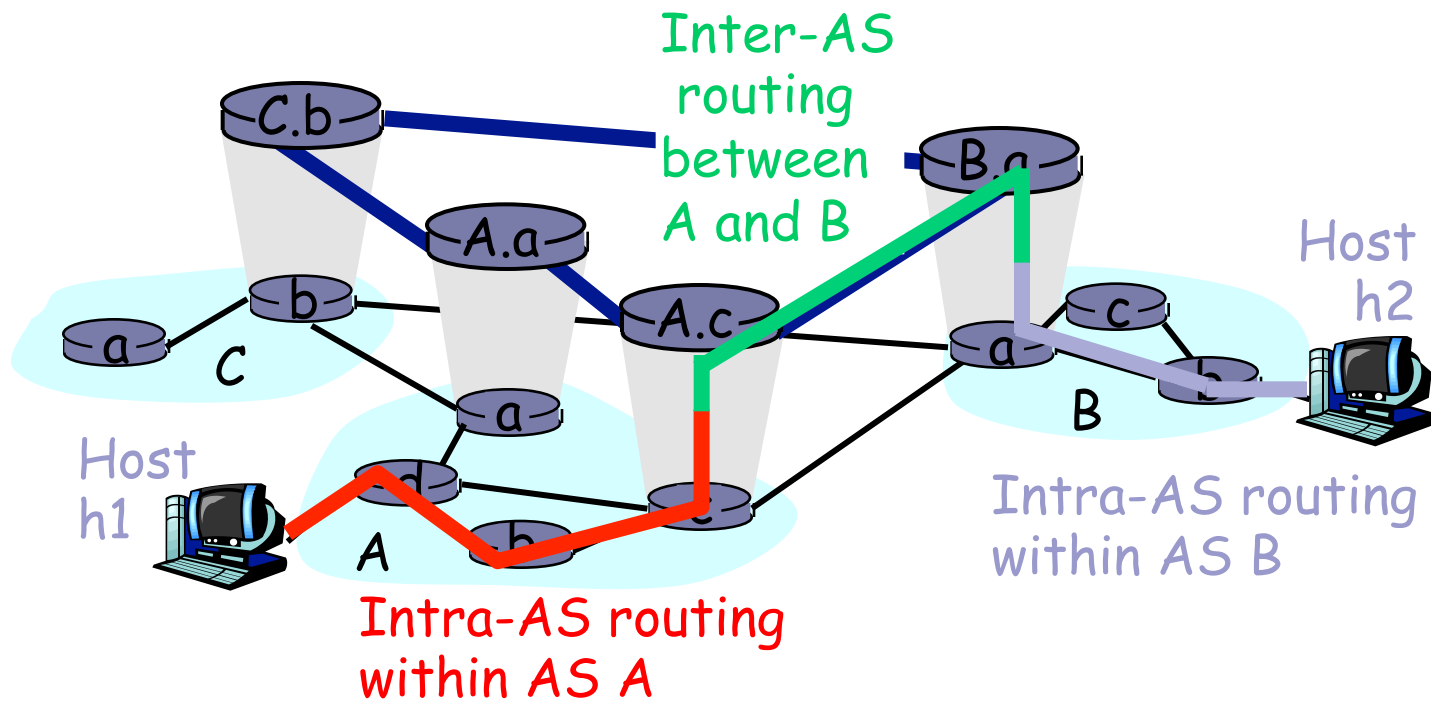 Inter-AS
routing
between
A and B
C.b
B.a
A.a
Host
h2
A.c
b
c
a
a
C
b
B
a
Host
h1
d
c
b
A
Intra-AS routing
within AS B
Intra-AS routing
within AS A